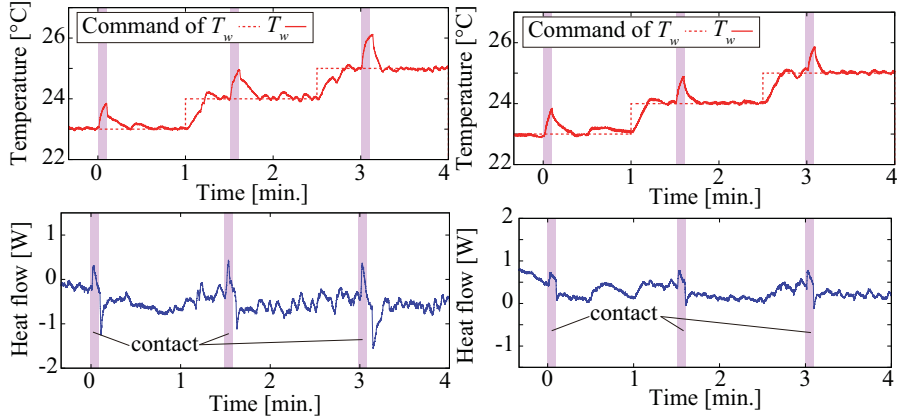 Temperature [°C]
Command of T_w T_w
26
24
22
0 1 2 3 4
Time [min.]
Temperature [°C]
Command of T_w T_w
26
24
22
0 1 2 3 4
Time [min.]
Heat flow [W]
1
0
-1
-2
contact
0 1 2 3 4
Time [min.]
Heat flow [W]
2
1
0
-1
contact
0 1 2 3 4
Time [min.]